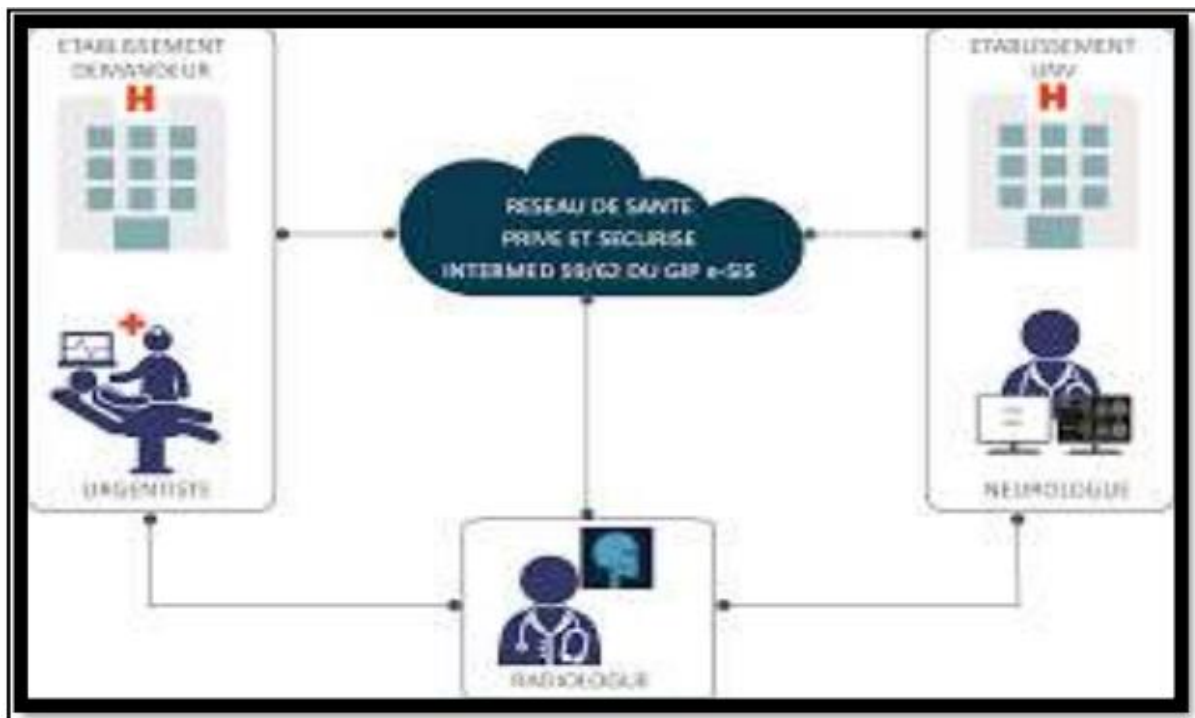 ETABLISSEMENT
DEMANDEUR
H
ETABLISSEMENT
UNV
H
RESEAU DE SANTE
PRIVE ET SECURISE
INTERMED 59/62 DU GIP e-SIS
URGENTISTE
NEUROLOGUE
RADIOLOGUE